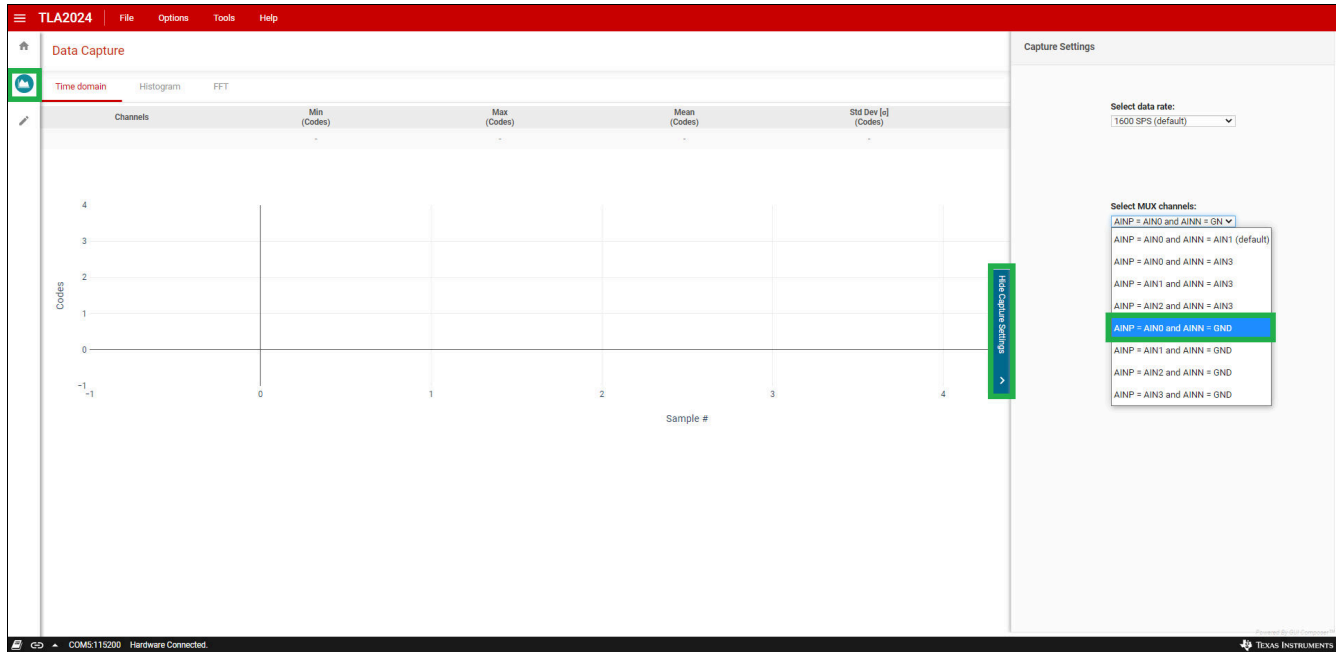 TLA2024 File Options Tools Help
Data Capture
Capture Settings
Time domain Histogram FFT
Channels Min (Codes) Max (Codes) Mean (Codes) Std Dev [σ] (Codes)
- - - -
Select data rate:
1600 SPS (default)
Select MUX channels:
AINP = AIN0 and AINN = GN
AINP = AIN0 and AINN = AIN1 (default)
AINP = AIN0 and AINN = AIN3
AINP = AIN1 and AINN = AIN3
AINP = AIN2 and AINN = AIN3
AINP = AIN0 and AINN = GND
AINP = AIN1 and AINN = GND
AINP = AIN2 and AINN = GND
AINP = AIN3 and AINN = GND
Hide Capture Settings
Codes
4
3
2
1
0
−1
−1 0 1 2 3 4
Sample #
Powered By GUI Composer™
COM5:115200 Hardware Connected.
TEXAS INSTRUMENTS